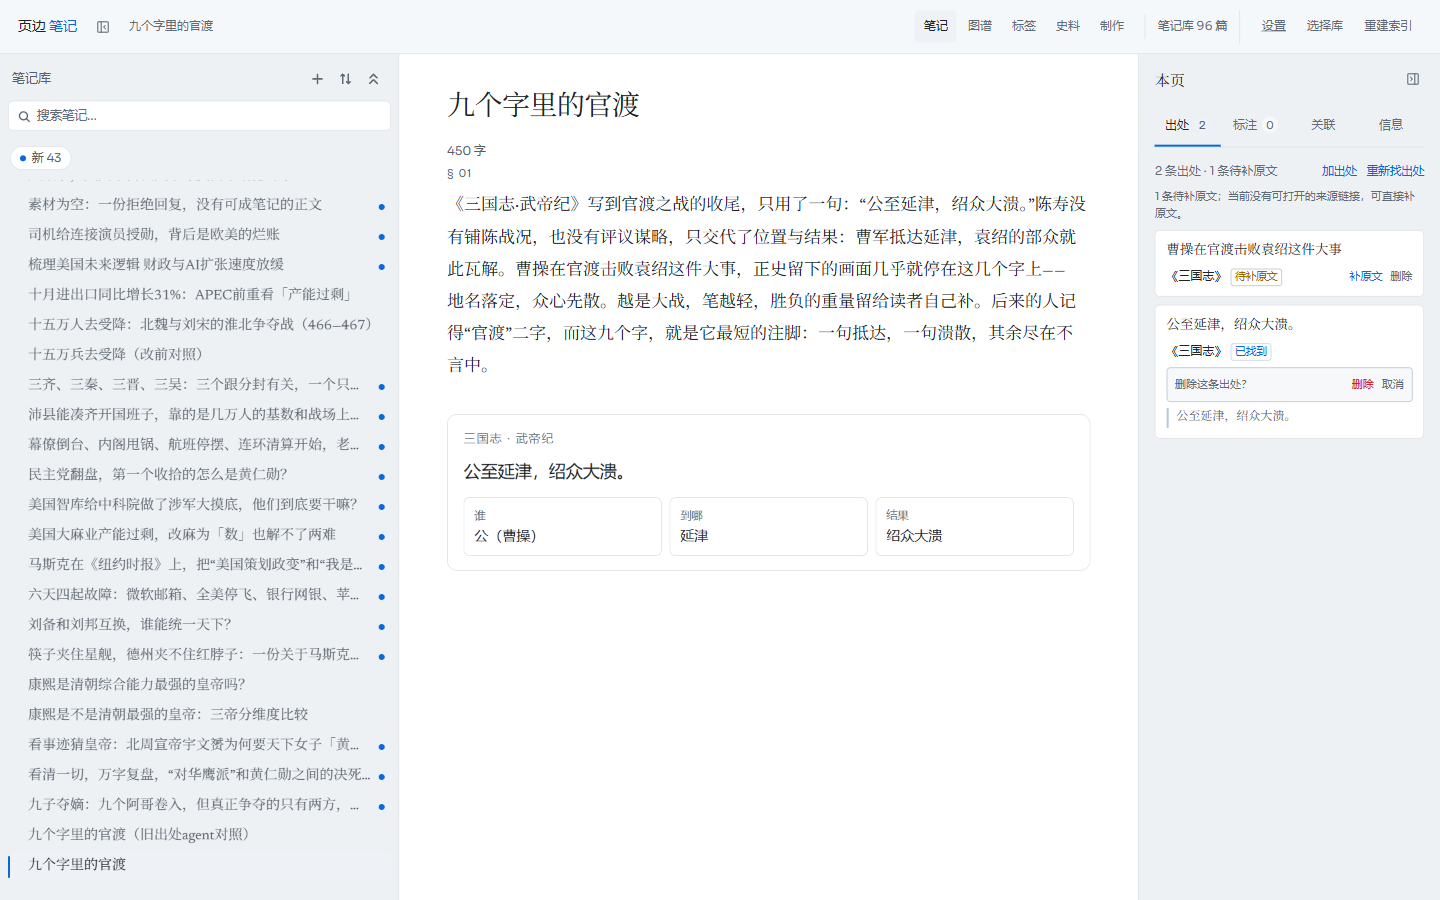 页边 笔记
九个字里的官渡
笔记
图谱
标签
史料
制作
笔记库 96 篇
设置
选择库
重建索引
笔记库
搜索笔记...
新 43
素材为空：一份拒绝回复，没有可成笔记的正文
司机给连接演员授勋，背后是欧美的烂账
梳理美国未来逻辑 财政与AI扩张速度放缓
十月进出口同比增长31%：APEC前重看「产能过剩」
十五万人去受降：北魏与刘宋的淮北争夺战（466–467）
十五万兵去受降（改前对照）
三齐、三秦、三晋、三吴：三个跟分封有关，一个只...
沛县能凑齐开国班子，靠的是几万人的基数和战场上...
幕僚倒台、内阁甩锅、航班停摆、连环清算开始，老...
民主党翻盘，第一个收拾的怎么是黄仁勋？
美国智库给中科院做了涉军大摸底，他们到底要干嘛？
美国大麻业产能过剩，改麻为「数」也解不了两难
马斯克在《纽约时报》上，把“美国策划政变”和“我是...
六天四起故障：微软邮箱、全美停飞、银行网银、苹...
刘备和刘邦互换，谁能统一天下？
筷子夹住星舰，德州夹不住红脖子：一份关于马斯克...
康熙是清朝综合能力最强的皇帝吗？
康熙是不是清朝最强的皇帝：三帝分维度比较
看事迹猜皇帝：北周宣帝宇文赟为何要天下女子「黄...
看清一切，万字复盘，“对华鹰派”和黄仁勋之间的决死...
九子夺嫡：九个阿哥卷入，但真正争夺的只有两方，...
九个字里的官渡（旧出处agent对照）
九个字里的官渡
九个字里的官渡
450 字
§ 01
《三国志·武帝纪》写到官渡之战的收尾，只用了一句：“公至延津，绍众大溃。”陈寿没
有铺陈战况，也没有评议谋略，只交代了位置与结果：曹军抵达延津，袁绍的部众就
此瓦解。曹操在官渡击败袁绍这件大事，正史留下的画面几乎就停在这几个字上——
地名落定，众心先散。越是大战，笔越轻，胜负的重量留给读者自己补。后来的人记
得“官渡”二字，而这九个字，就是它最短的注脚：一句抵达，一句溃散，其余尽在不
言中。
三国志 · 武帝纪
公至延津，绍众大溃。
谁
公（曹操）
到哪
延津
结果
绍众大溃
本页
出处 2
标注 0
关联
信息
2 条出处 · 1 条待补原文
加出处
重新找出处
1 条待补原文；当前没有可打开的来源链接，可直接补
原文。
曹操在官渡击败袁绍这件大事
《三国志》 待补原文
补原文 删除
公至延津，绍众大溃。
《三国志》 已找到
删除这条出处？
删除 取消
公至延津，绍众大溃。